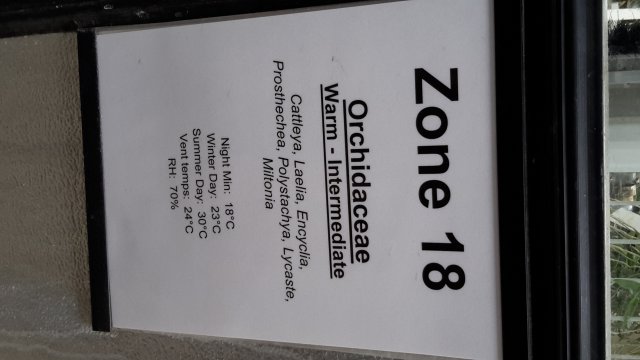 Zone 18
Orchidaceae
Warm - Intermediate
Cattleya, Laelia, Encyclia,
Prosthechea, Polystachya, Lycaste,
Miltonia
Night Min: 18°C
Winter Day: 23°C
Summer Day: 30°C
Vent temps: 24°C
RH: 70%